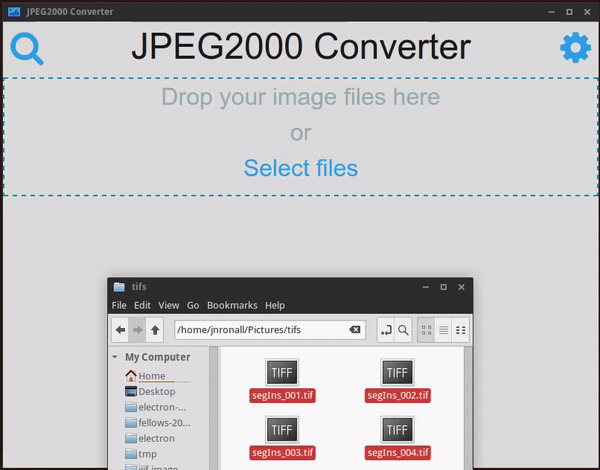 JPEG2000 Converter
JPEG2000 Converter
Drop your image files here
or
Select files
tifs
File Edit View Go Bookmarks Help
/home/jnronall/Pictures/tifs
My Computer
Home
Desktop
electron-...
fellows-20...
electron
tmp
TIFF
TIFF
segIns_001.tif
segIns_002.tif
TIFF
TIFF
segIns_003.tif
segIns_004.tif